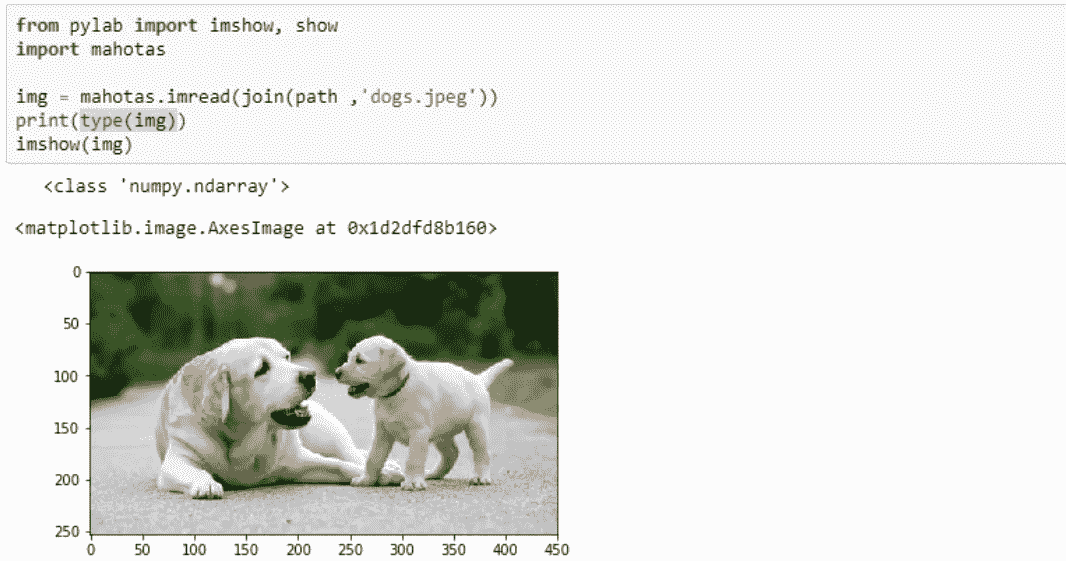 from pylab import imshow, show
import mahotas
img = mahotas.imread(join(path ,'dogs.jpeg'))
print(type(img))
imshow(img)
<class 'numpy.ndarray'>
<matplotlib.image.AxesImage at 0x1d2dfd8b160>
0
50
100
150
200
250
0 50 100 150 200 250 300 350 400 450